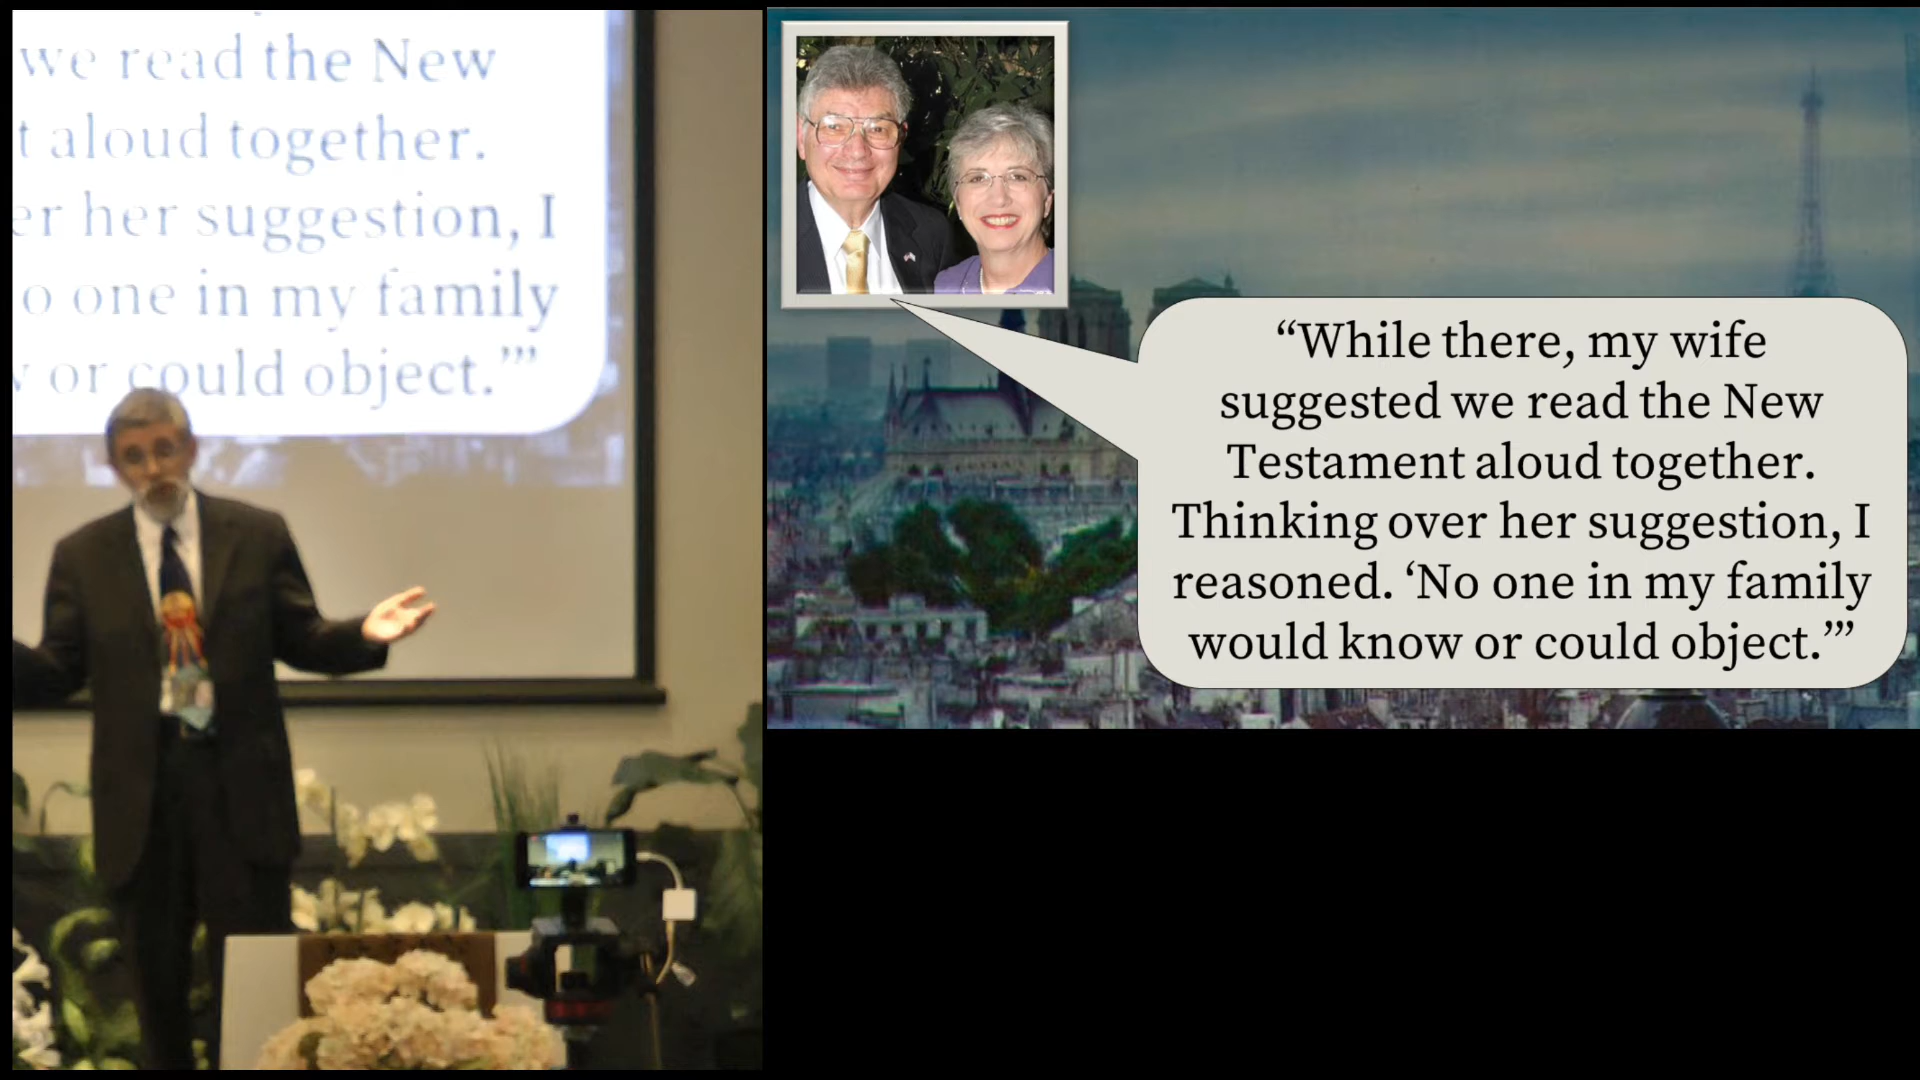 we read the New
t aloud together.
er her suggestion, I
o one in my family
or could object.’”
“While there, my wife
suggested we read the New
Testament aloud together.
Thinking over her suggestion, I
reasoned. ‘No one in my family
would know or could object.’”